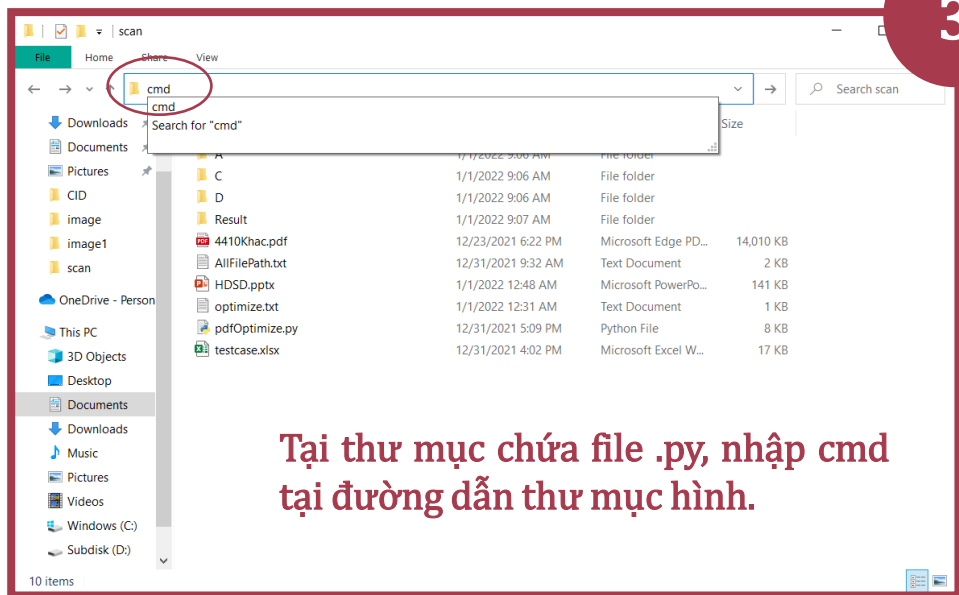 scan
3
File Home Share View
cmd
Search scan
cmd
Search for "cmd"
Size
Downloads
Documents
Pictures
CID
image
image1
scan
OneDrive - Person
This PC
3D Objects
Desktop
Documents
Downloads
Music
Pictures
Videos
Windows (C:)
Subdisk (D:)
A 1/1/2022 9:06 AM File folder
C 1/1/2022 9:06 AM File folder
D 1/1/2022 9:06 AM File folder
Result 1/1/2022 9:07 AM File folder
4410Khac.pdf 12/23/2021 6:22 PM Microsoft Edge PD... 14,010 KB
AllFilePath.txt 12/31/2021 9:32 AM Text Document 2 KB
HDSD.pptx 1/1/2022 12:48 AM Microsoft PowerPo... 141 KB
optimize.txt 1/1/2022 12:31 AM Text Document 1 KB
pdfOptimize.py 12/31/2021 5:09 PM Python File 8 KB
testcase.xlsx 12/31/2021 4:02 PM Microsoft Excel W... 17 KB
Tại thư mục chứa file .py, nhập cmd
tại đường dẫn thư mục hình.
10 items